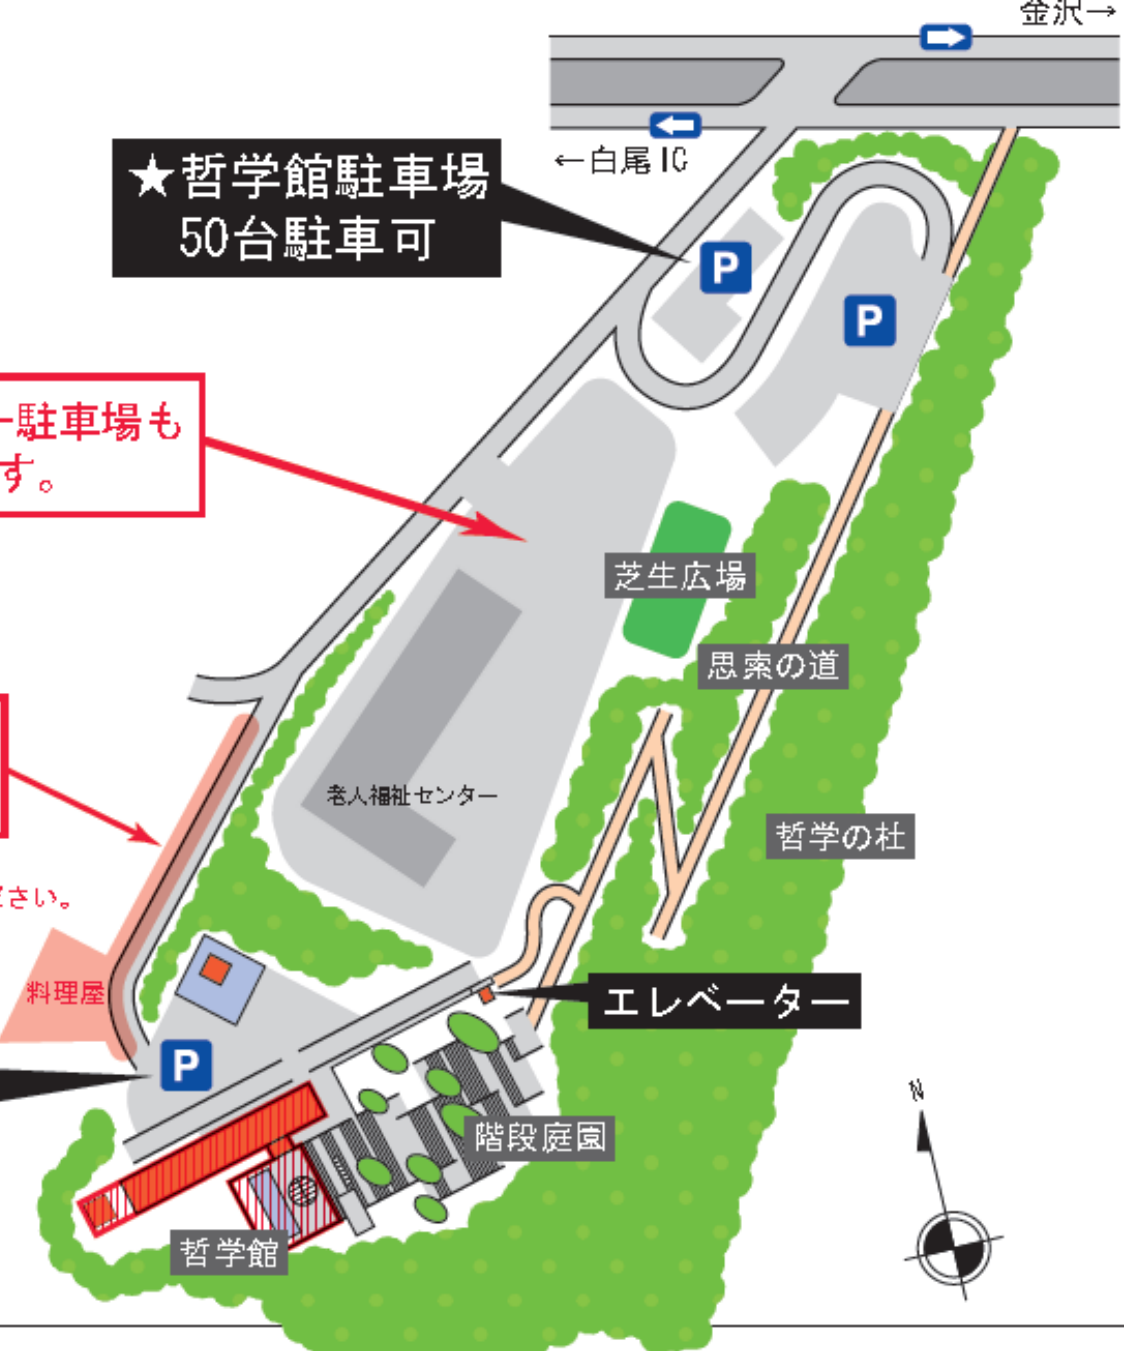 金沢→
←白尾IC
★哲学館駐車場
50台駐車可
P
P
ー駐車場も
す。
芝生広場
思索の道
老人福祉センター
哲学の杜
ださい。
料理屋
エレベーター
P
階段庭園
哲学館
N